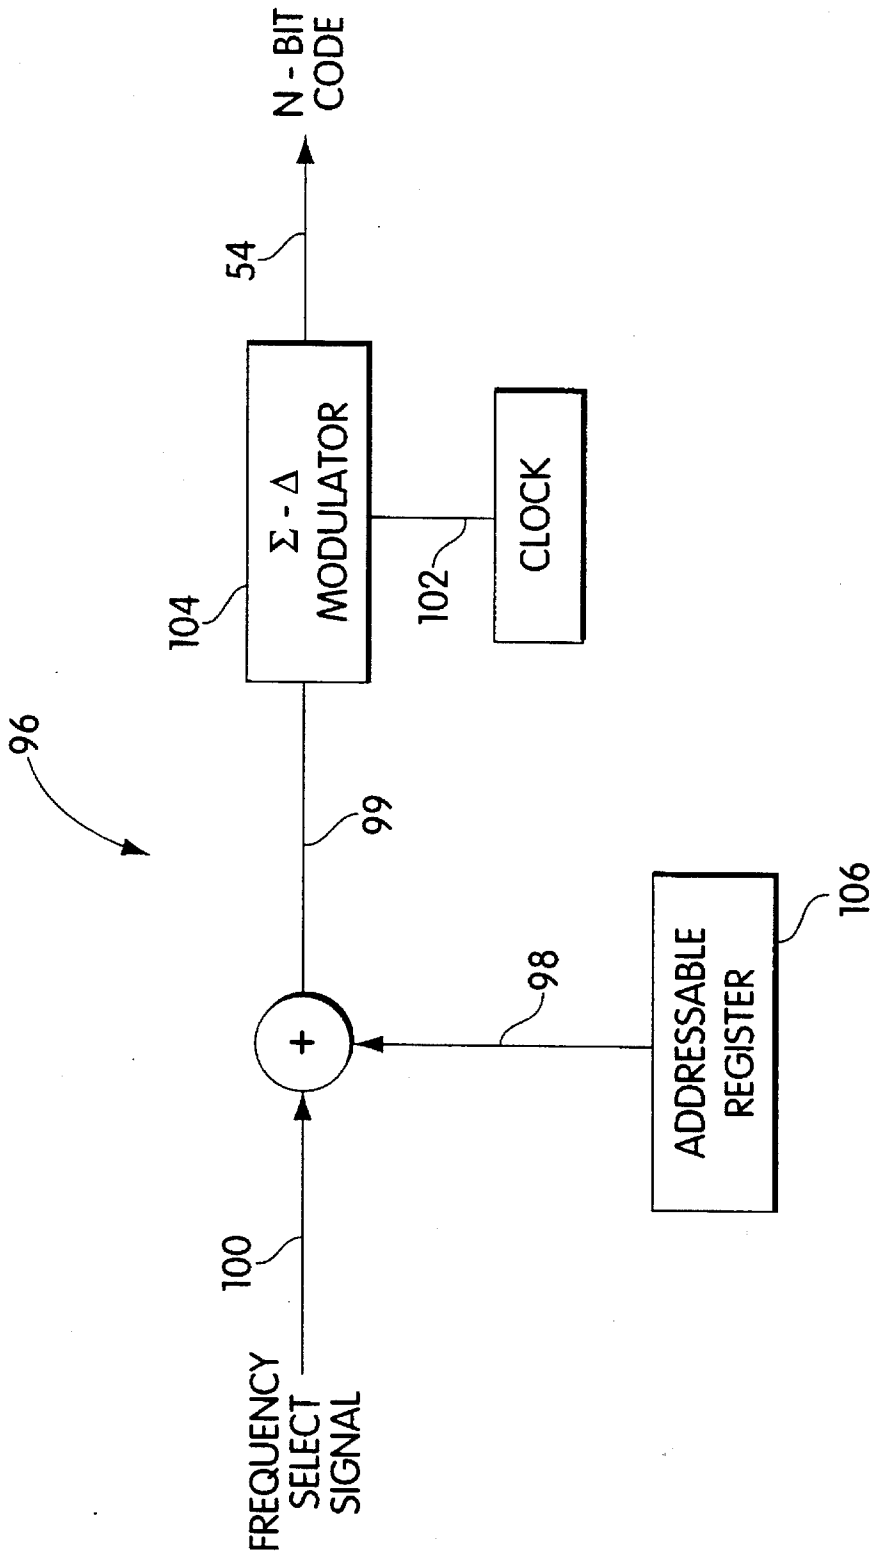 96
FREQUENCY
SELECT
SIGNAL
100
+
99
104
Σ - Δ
MODULATOR
54
N - BIT
CODE
98
102
CLOCK
ADDRESSABLE
REGISTER
106